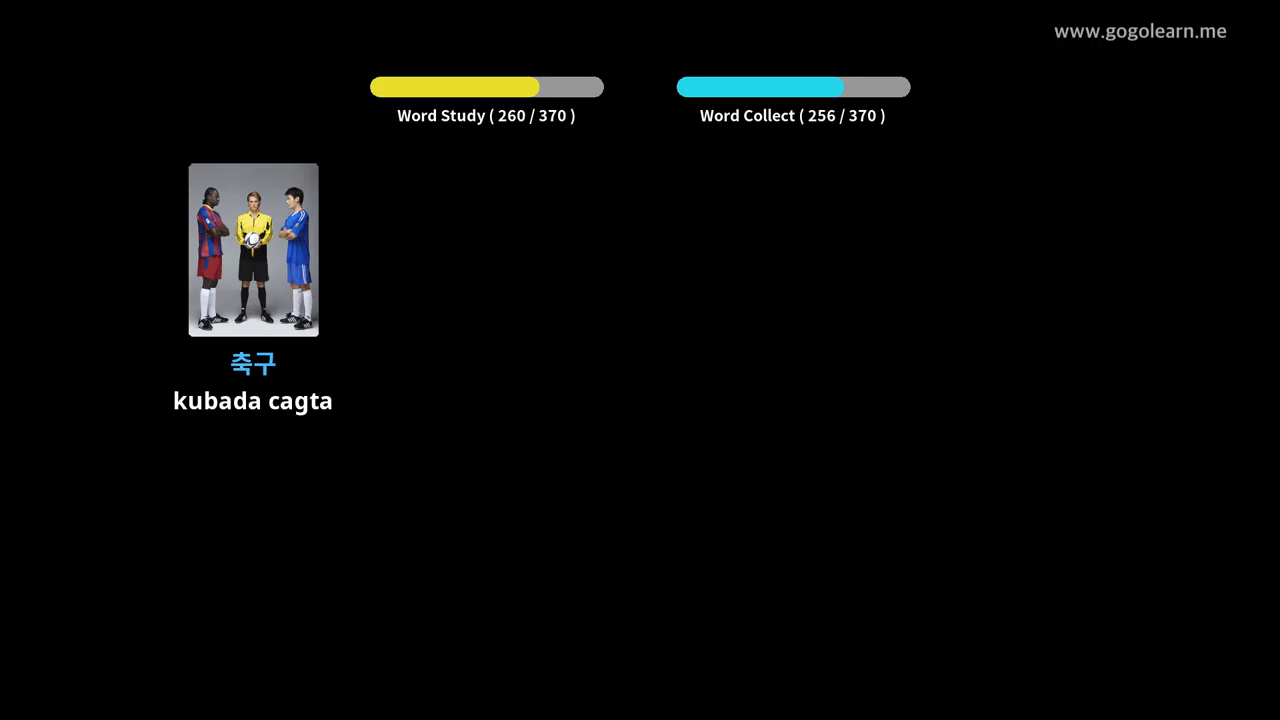 www.gogolearn.me
Word Study ( 260 / 370 )
Word Collect ( 256 / 370 )
축구
kubada cagta